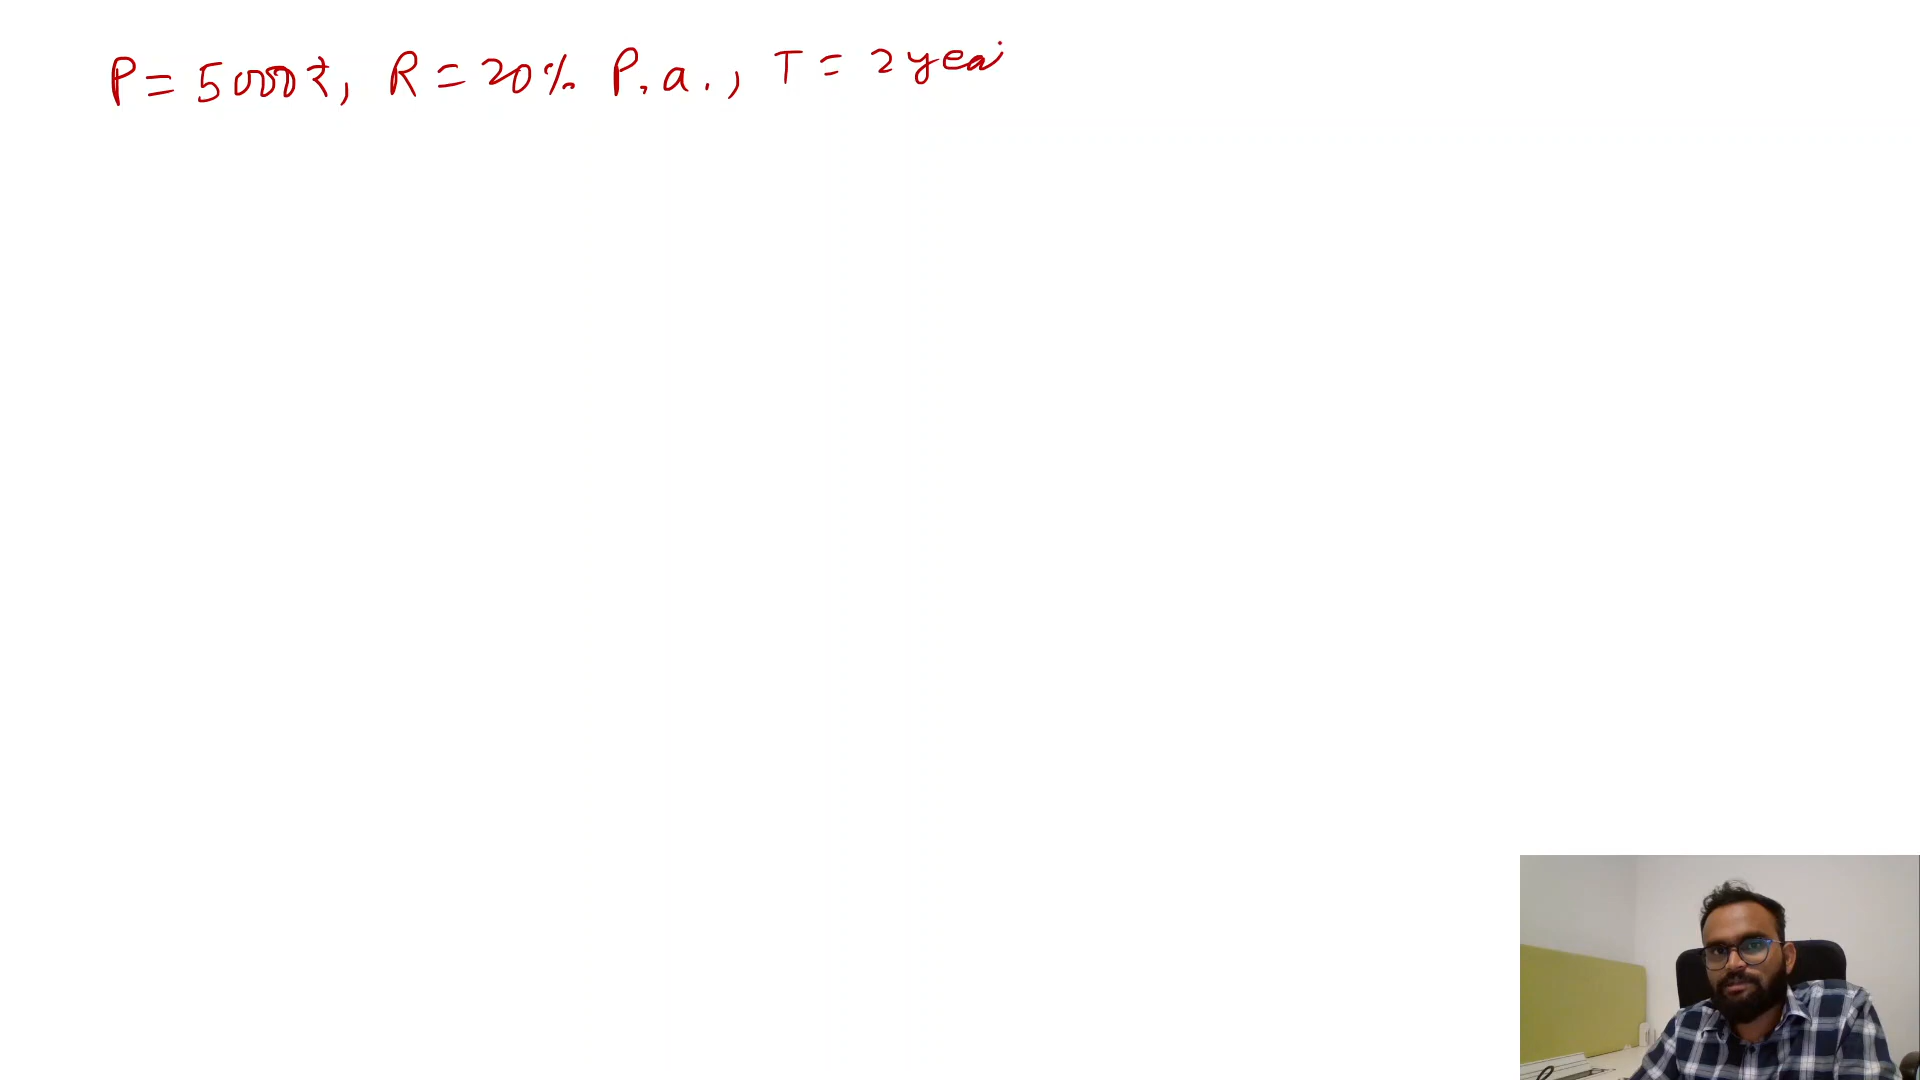 P = 5000₹, R = 20% P.a., T = 2 year